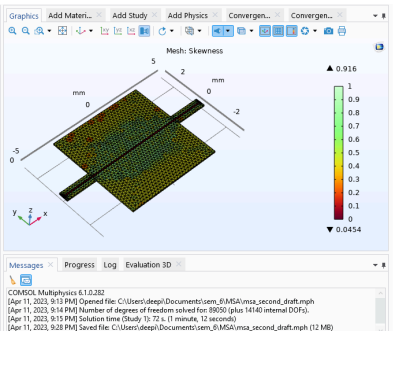 Graphics Add Materi... Add Study Add Physics Convergen... Convergen...
Mesh: Skewness
5
2
mm
mm
0
0
-2
-5
0
y z x
▲ 0.916
1
0.9
0.8
0.7
0.6
0.5
0.4
0.3
0.2
0.1
0
▼ 0.0454
Messages Progress Log Evaluation 3D
COMSOL Multiphysics 6.1.0.282
[Apr 11, 2023, 9:13 PM] Opened file: C:\Users\deepi\Documents\sem_6\MSA\msa_second_draft.mph
[Apr 11, 2023, 9:14 PM] Number of degrees of freedom solved for: 89050 (plus 14140 internal DOFs).
[Apr 11, 2023, 9:15 PM] Solution time (Study 1): 72 s. (1 minute, 12 seconds)
[Apr 11, 2023, 9:28 PM] Saved file: C:\Users\deepi\Documents\sem_6\MSA\msa_second_draft.mph (12 MB)